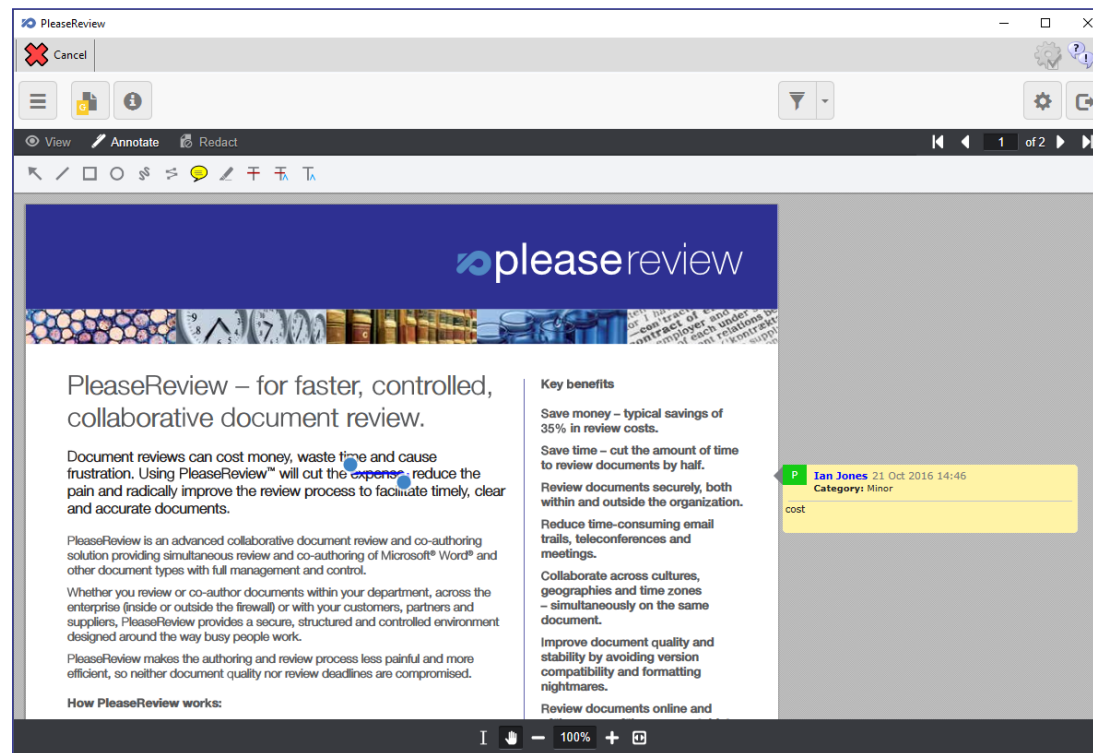 PleaseReview
Cancel
View
Annotate
Redact
1 of 2
pleasereview
contract of
employer and
of each under
relations
PleaseReview – for faster, controlled,
collaborative document review.
Document reviews can cost money, waste time and cause
frustration. Using PleaseReview™ will cut the expense, reduce the
pain and radically improve the review process to facilitate timely, clear
and accurate documents.
PleaseReview is an advanced collaborative document review and co-authoring
solution providing simultaneous review and co-authoring of Microsoft® Word® and
other document types with full management and control.
Whether you review or co-author documents within your department, across the
enterprise (inside or outside the firewall) or with your customers, partners and
suppliers, PleaseReview provides a secure, structured and controlled environment
designed around the way busy people work.
PleaseReview makes the authoring and review process less painful and more
efficient, so neither document quality nor review deadlines are compromised.
How PleaseReview works:
Key benefits
Save money – typical savings of
35% in review costs.
Save time – cut the amount of time
to review documents by half.
Review documents securely, both
within and outside the organization.
Reduce time-consuming email
trails, teleconferences and
meetings.
Collaborate across cultures,
geographies and time zones
– simultaneously on the same
document.
Improve document quality and
stability by avoiding version
compatibility and formatting
nightmares.
Review documents online and
P Ian Jones 21 Oct 2016 14:46
Category: Minor
cost
100%